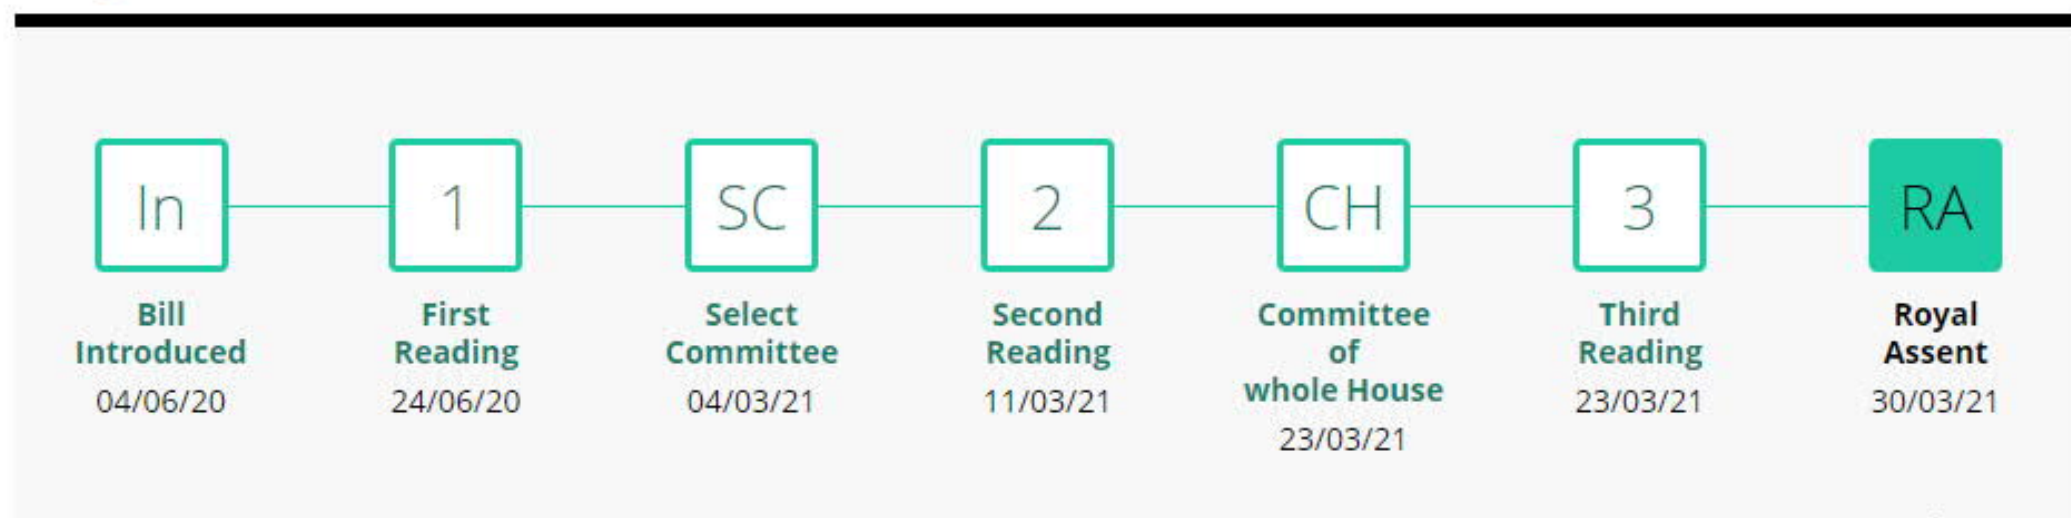 In
1
SC
2
CH
3
RA
Bill
Introduced
04/06/20
First
Reading
24/06/20
Select
Committee
04/03/21
Second
Reading
11/03/21
Committee
of
whole House
23/03/21
Third
Reading
23/03/21
Royal
Assent
30/03/21